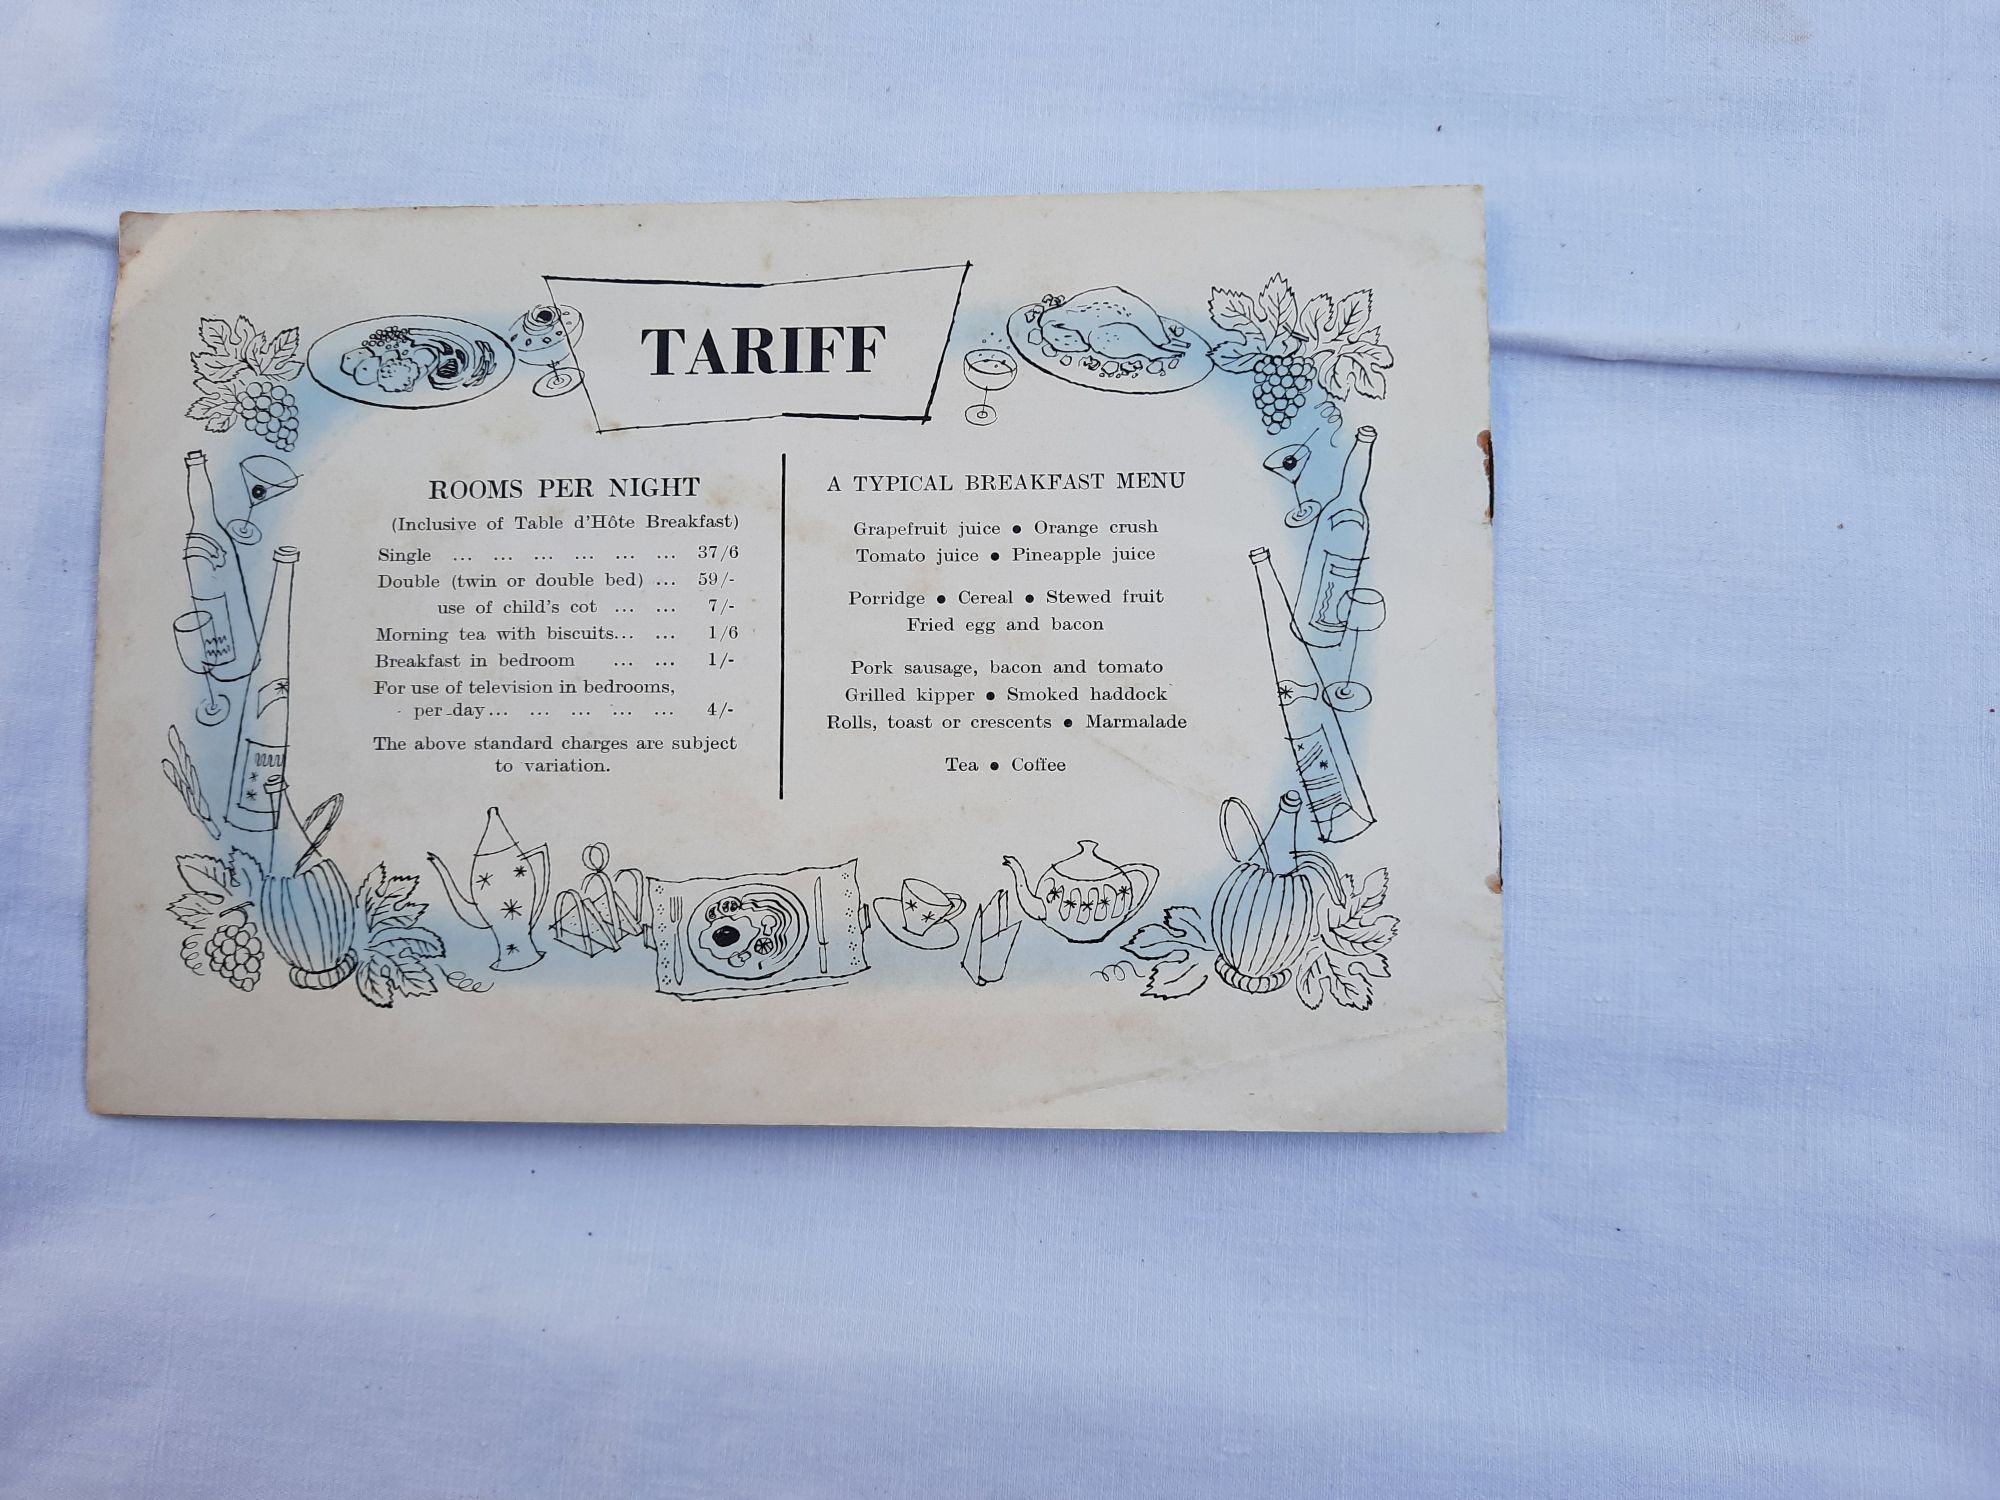 TARIFF
ROOMS PER NIGHT
(Inclusive of Table d'Hôte Breakfast)
Single ... ... ... ... ... ... 37/6
Double (twin or double bed) ... 59/-
use of child's cot ... ... 7/-
Morning tea with biscuits... ... 1/6
Breakfast in bedroom ... ... 1/-
For use of television in bedrooms,
per day... ... ... ... ... 4/-
The above standard charges are subject
to variation.
A TYPICAL BREAKFAST MENU
Grapefruit juice ● Orange crush
Tomato juice ● Pineapple juice
Porridge ● Cereal ● Stewed fruit
Fried egg and bacon
Pork sausage, bacon and tomato
Grilled kipper ● Smoked haddock
Rolls, toast or crescents ● Marmalade
Tea ● Coffee